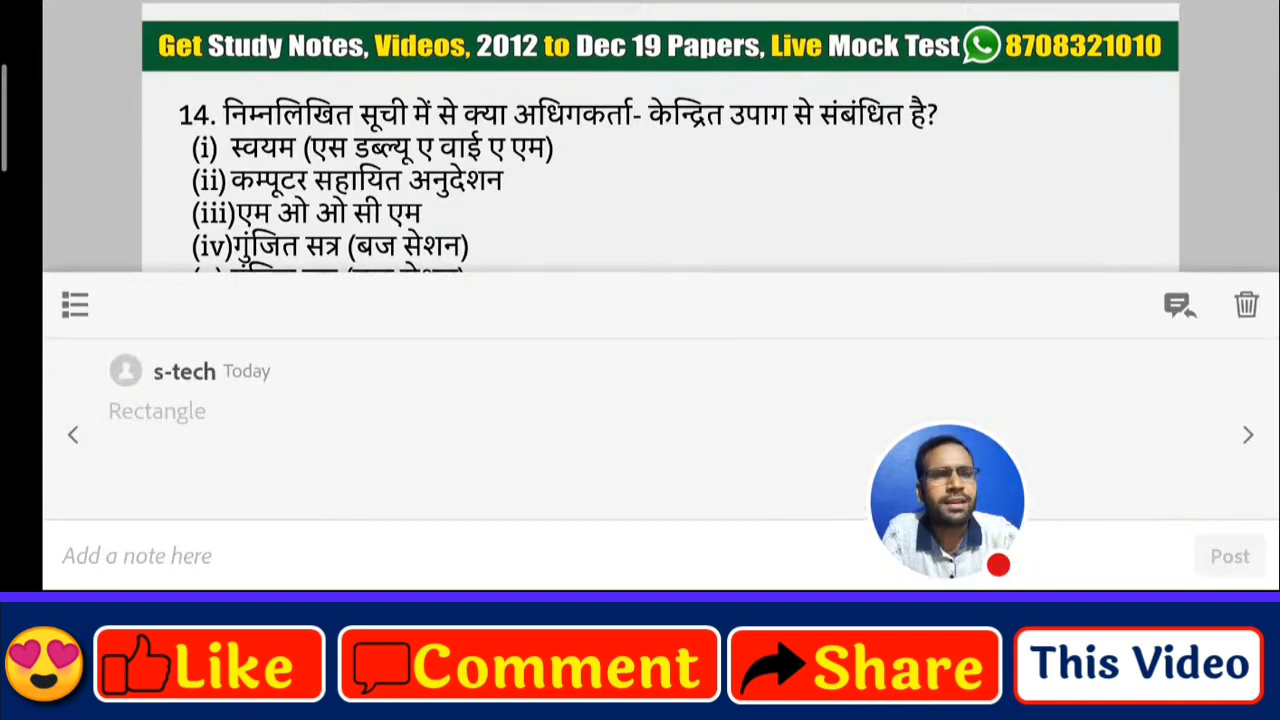 Get Study Notes, Videos, 2012 to Dec 19 Papers, Live Mock Test 8708321010
14. निम्नलिखित सूची में से क्या अधिगकर्ता- केन्द्रित उपाग से संबंधित है?
(i) स्वयम (एस डब्ल्यू ए वाई ए एम)
(ii) कम्पूटर सहायित अनुदेशन
(iii)एम ओ ओ सी एम
(iv)गुंजित सत्र (बज सेशन)
s-tech Today
Rectangle
Add a note here
Post
Like Comment Share This Video